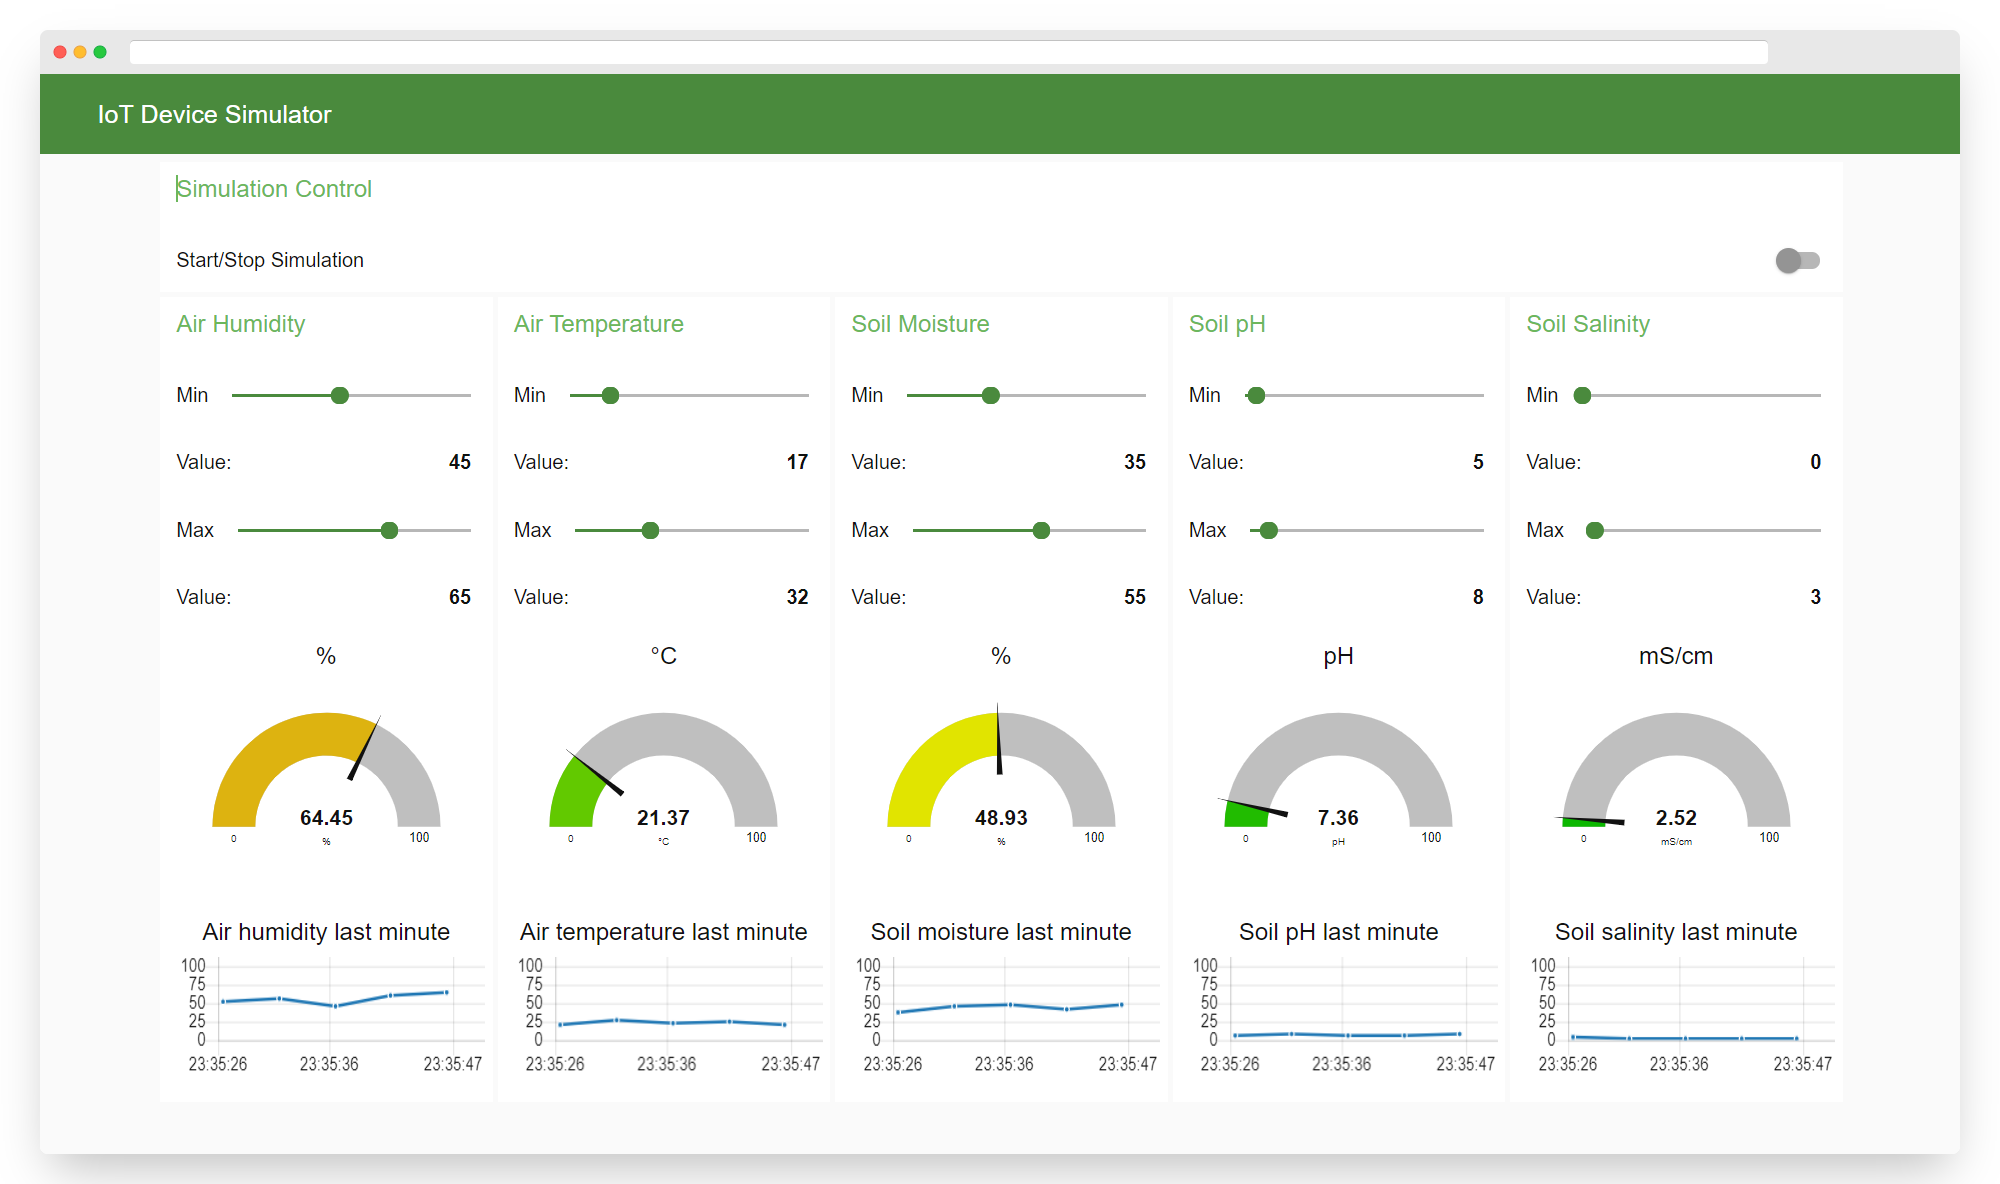 IoT Device Simulator
Simulation Control
Start/Stop Simulation
Air Humidity
Min
Value: 45
Max
Value: 65
%
64.45
0 % 100
Air humidity last minute
100
75
50
25
0
23:35:26 23:35:36 23:35:47
Air Temperature
Min
Value: 17
Max
Value: 32
°C
21.37
0 °C 100
Air temperature last minute
100
75
50
25
0
23:35:26 23:35:36 23:35:47
Soil Moisture
Min
Value: 35
Max
Value: 55
%
48.93
0 % 100
Soil moisture last minute
100
75
50
25
0
23:35:26 23:35:36 23:35:47
Soil pH
Min
Value: 5
Max
Value: 8
pH
7.36
0 pH 100
Soil pH last minute
100
75
50
25
0
23:35:26 23:35:36 23:35:47
Soil Salinity
Min
Value: 0
Max
Value: 3
mS/cm
2.52
0 mS/cm 100
Soil salinity last minute
100
75
50
25
0
23:35:26 23:35:36 23:35:47